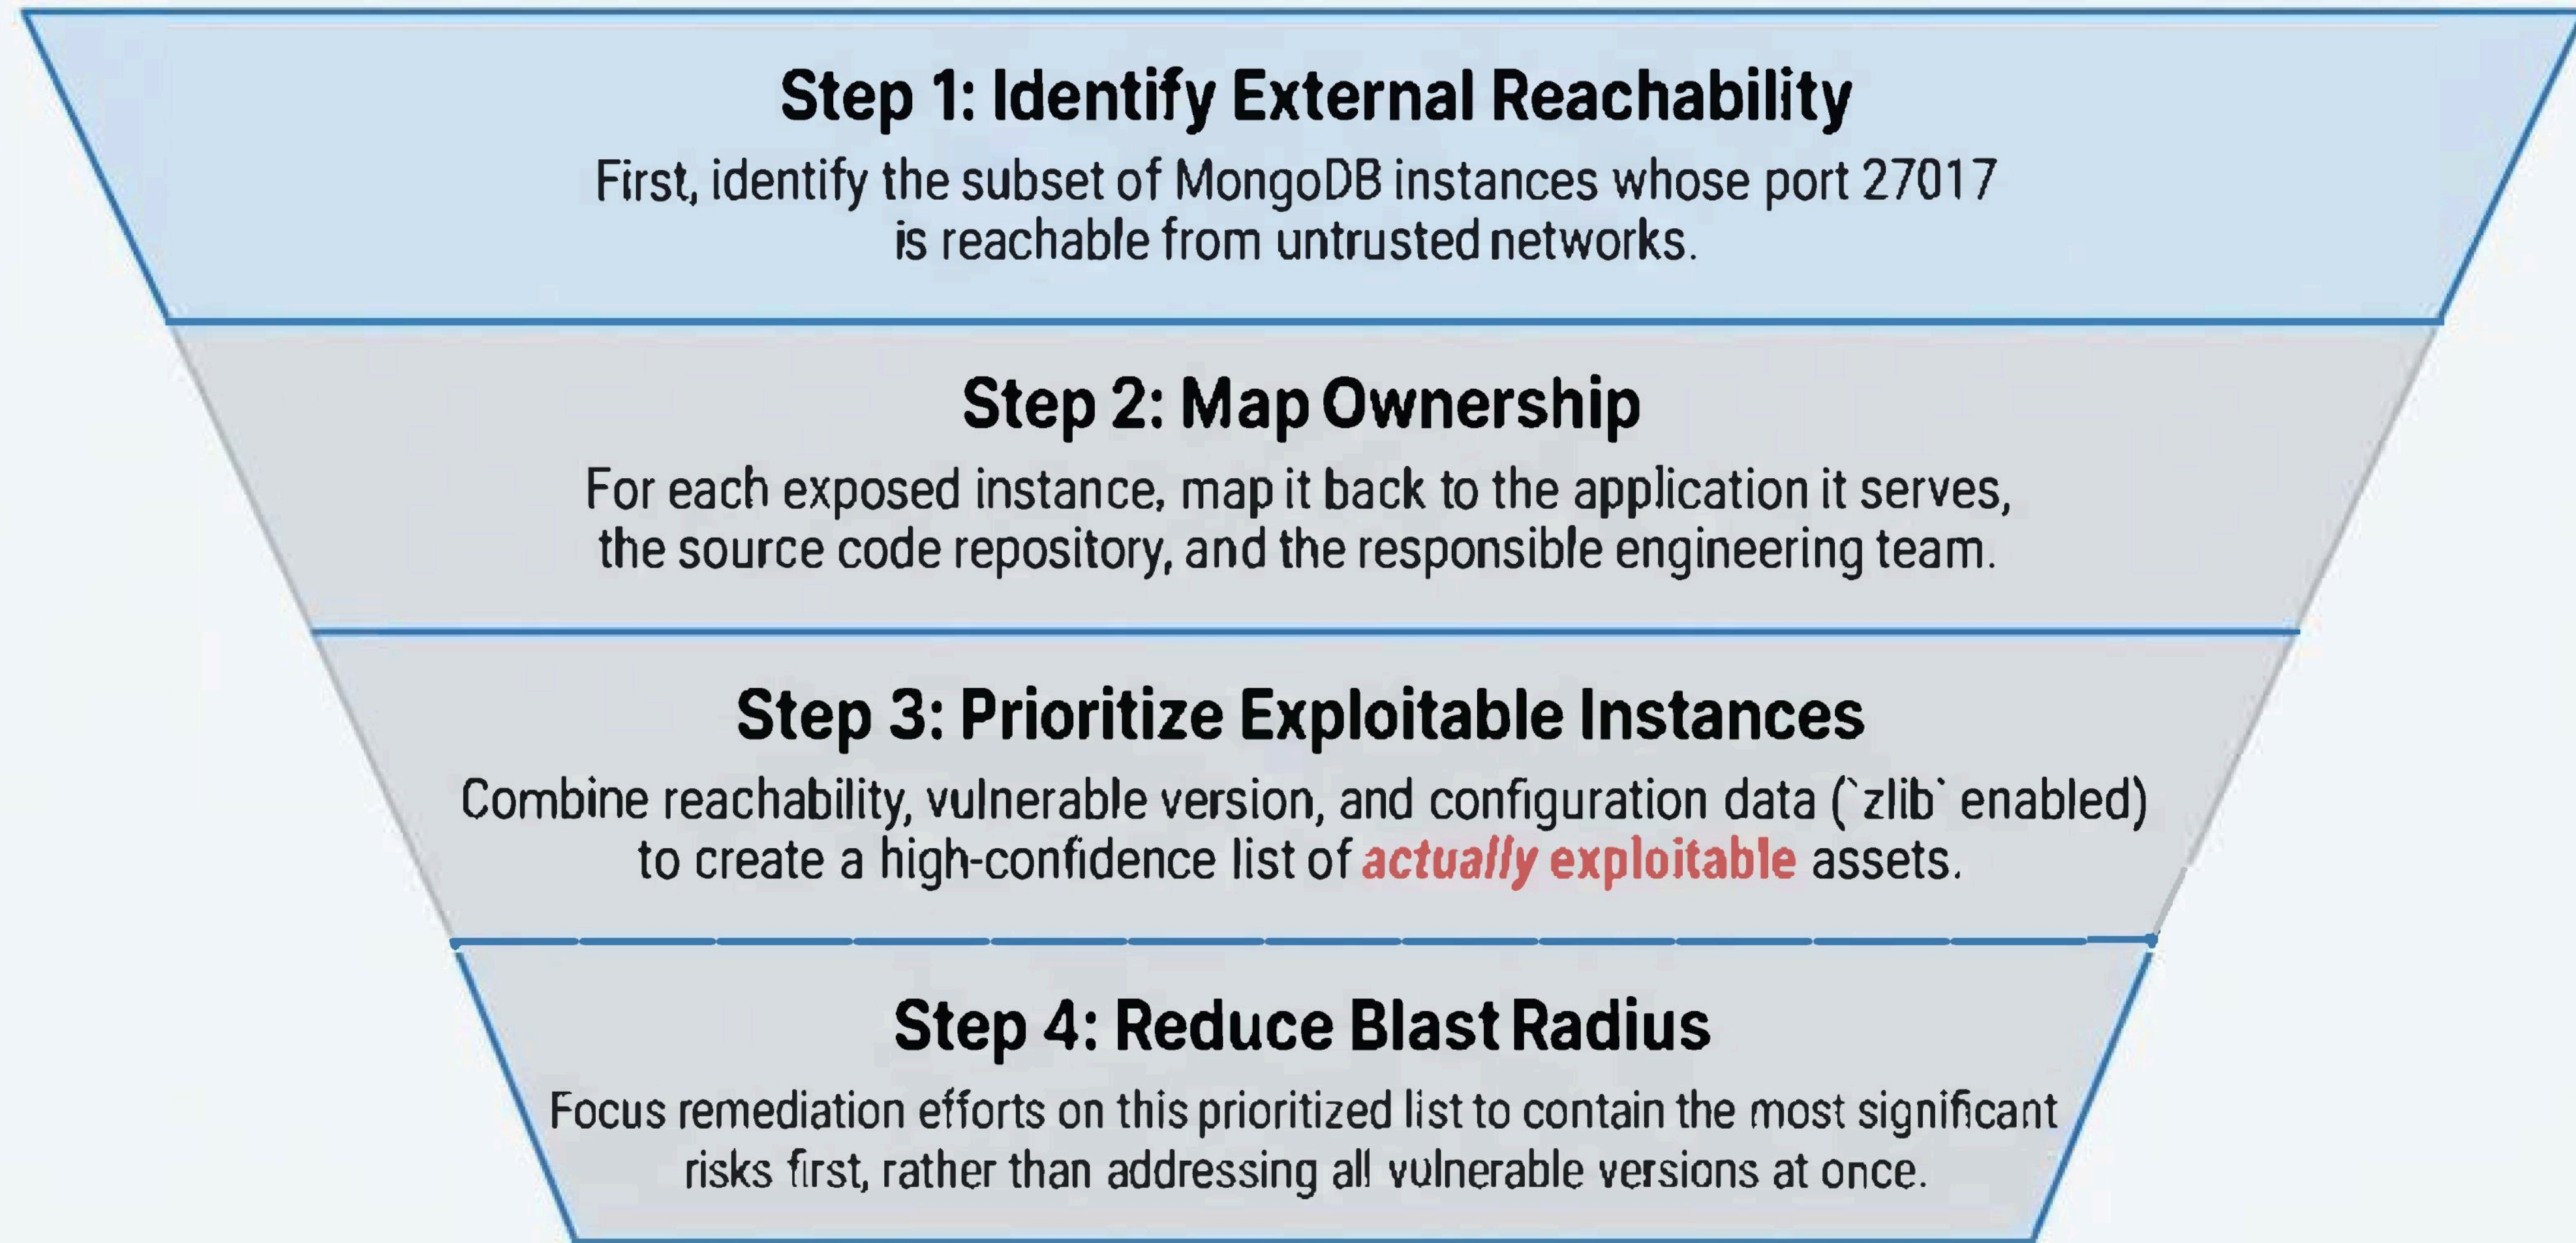 Step 1: Identify External Reachability
First, identify the subset of MongoDB instances whose port 27017
is reachable from untrusted networks.
Step 2: Map Ownership
For each exposed instance, map it back to the application it serves,
the source code repository, and the responsible engineering team.
Step 3: Prioritize Exploitable Instances
Combine reachability, vulnerable version, and configuration data (`zlib` enabled)
to create a high-confidence list of actually exploitable assets.
Step 4: Reduce Blast Radius
Focus remediation efforts on this prioritized list to contain the most significant
risks first, rather than addressing all vulnerable versions at once.